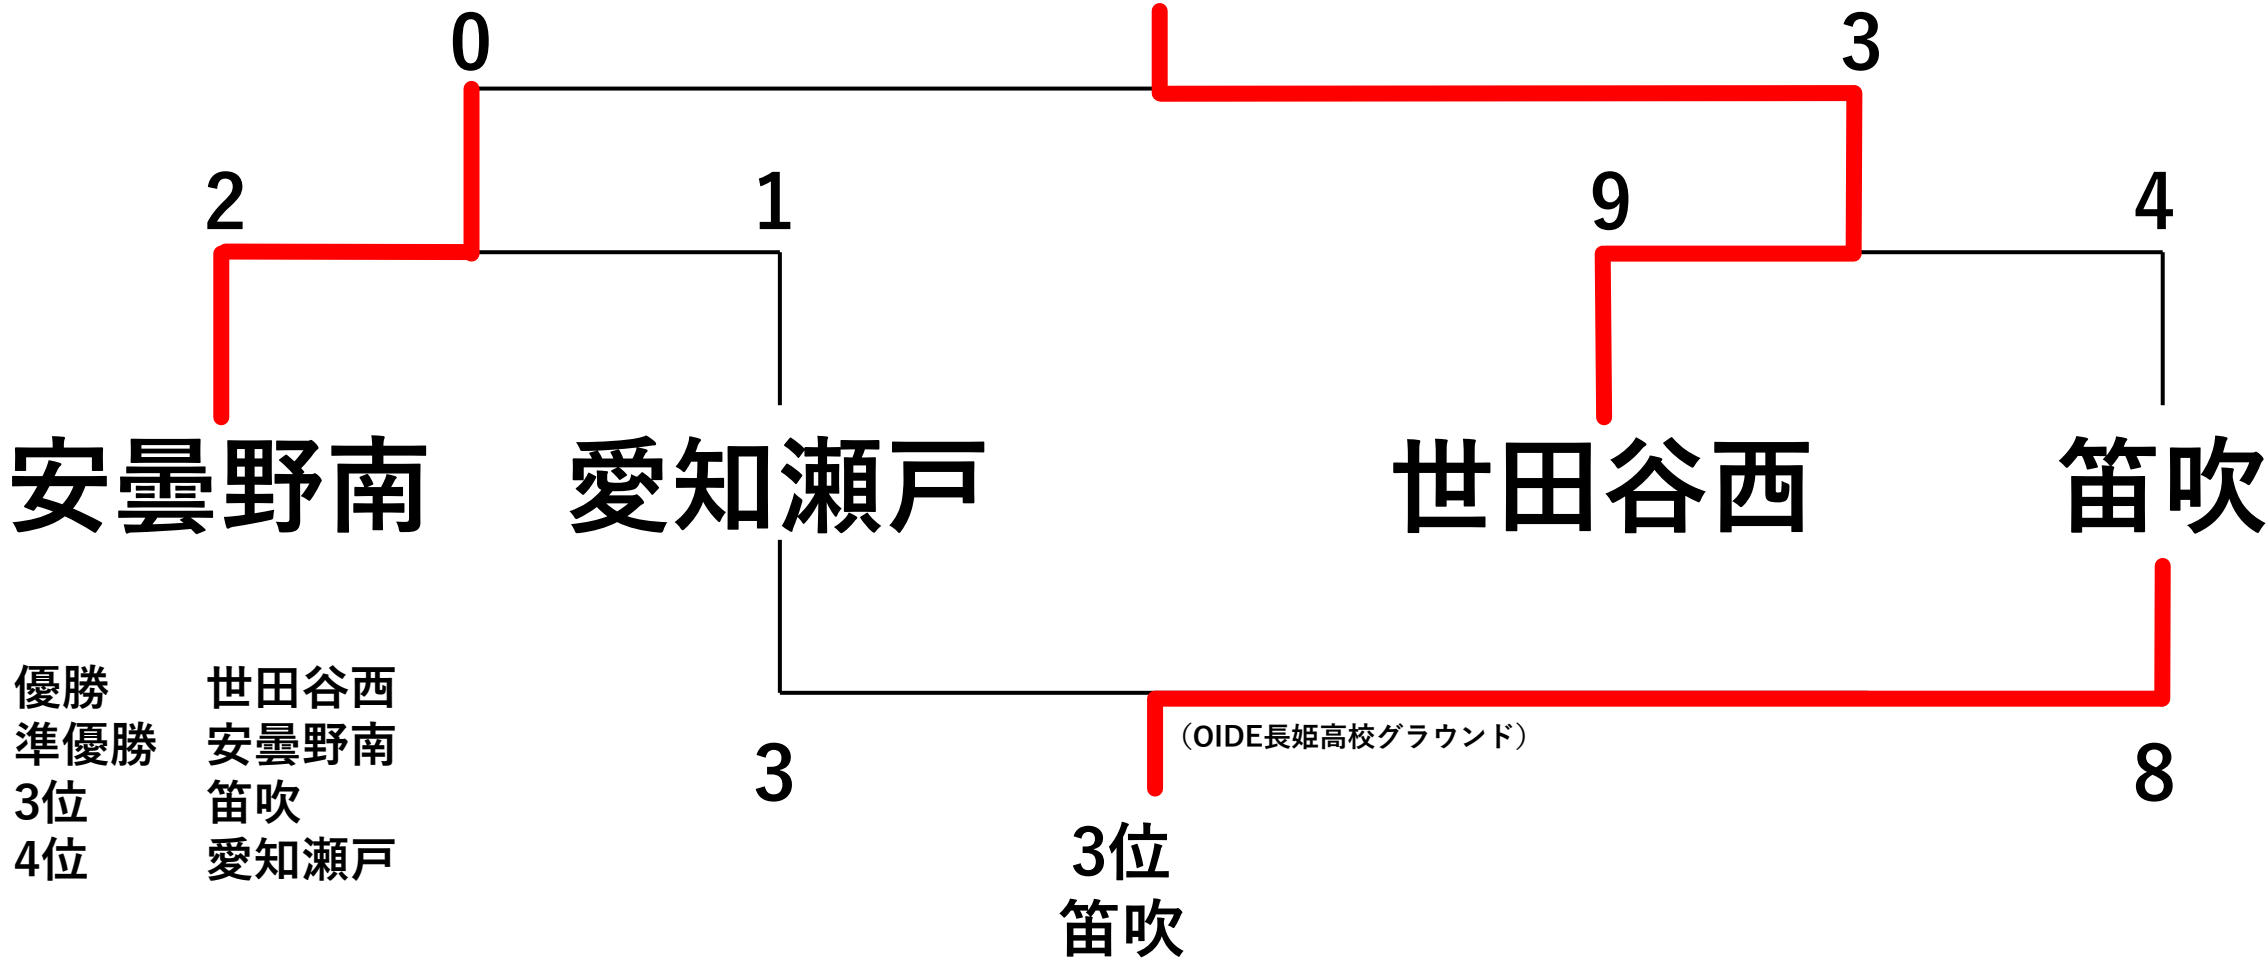 0 3
2 1 9 4
安曇野南 愛知瀬戸 世田谷西 笛吹
優勝 世田谷西
準優勝 安曇野南
3位 笛吹
4位 愛知瀬戸
（OIDE長姫高校グラウンド）
3 8
3位
笛吹